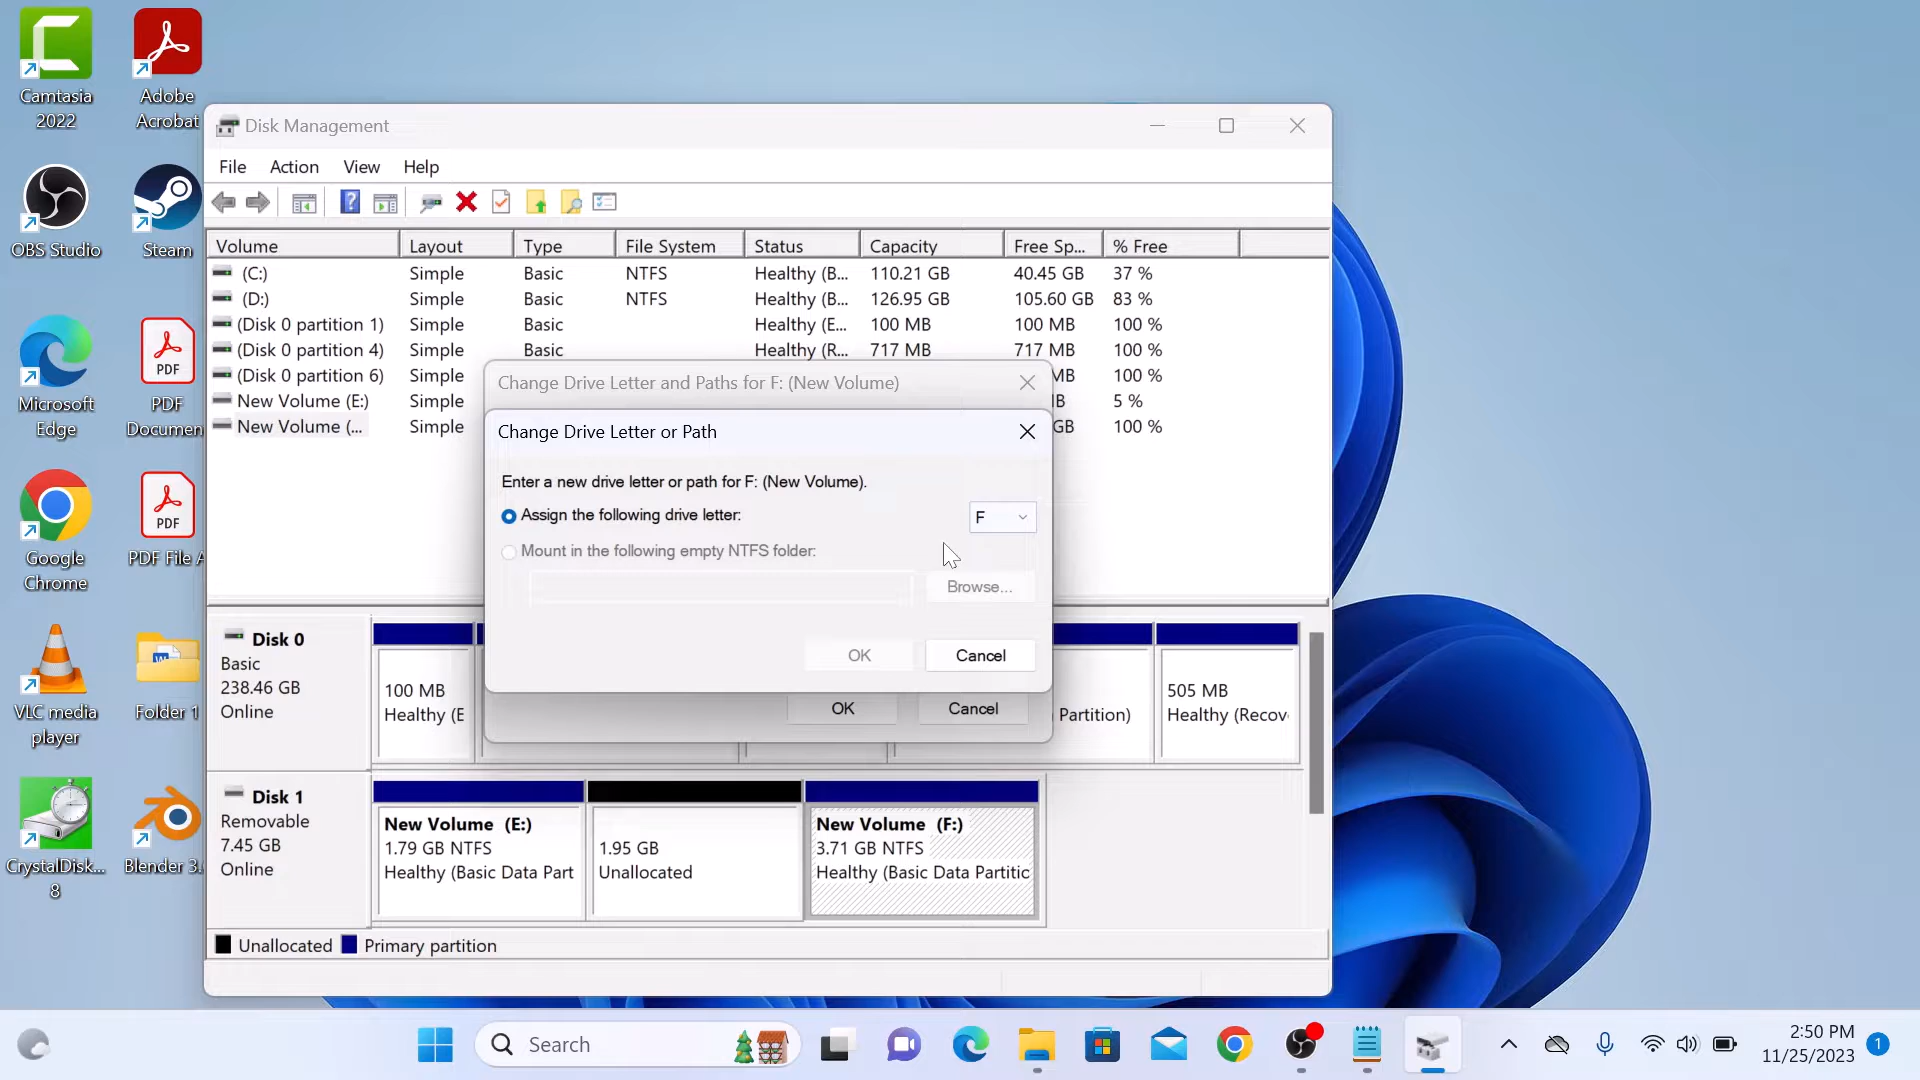 Camtasia
2022
Adobe
Acrobat
OBS Studio
Steam
Microsoft
Edge
PDF
PDF
Documen
Google
Chrome
PDF
PDF File A
VLC media
player
W
Folder 1
CrystalDisk...
8
Blender 3.
Disk Management
File Action View Help
Volume Layout Type File System Status Capacity Free Sp... % Free
(C:) Simple Basic NTFS Healthy (B... 110.21 GB 40.45 GB 37 %
(D:) Simple Basic NTFS Healthy (B... 126.95 GB 105.60 GB 83 %
(Disk 0 partition 1) Simple Basic Healthy (E... 100 MB 100 MB 100 %
(Disk 0 partition 4) Simple Basic Healthy (R... 717 MB 717 MB 100 %
(Disk 0 partition 6) Simple MB 100 %
New Volume (E:) Simple 5 %
New Volume (... Simple GB 100 %
Change Drive Letter and Paths for F: (New Volume)
Change Drive Letter or Path
Enter a new drive letter or path for F: (New Volume).
Assign the following drive letter: F
Mount in the following empty NTFS folder:
Browse...
OK Cancel
OK Cancel
Disk 0
Basic
238.46 GB
Online
100 MB
Healthy (E
Partition)
505 MB
Healthy (Recov
Disk 1
Removable
7.45 GB
Online
New Volume (E:)
1.79 GB NTFS
Healthy (Basic Data Part
1.95 GB
Unallocated
New Volume (F:)
3.71 GB NTFS
Healthy (Basic Data Partitic
Unallocated Primary partition
Search
2:50 PM
11/25/2023
1